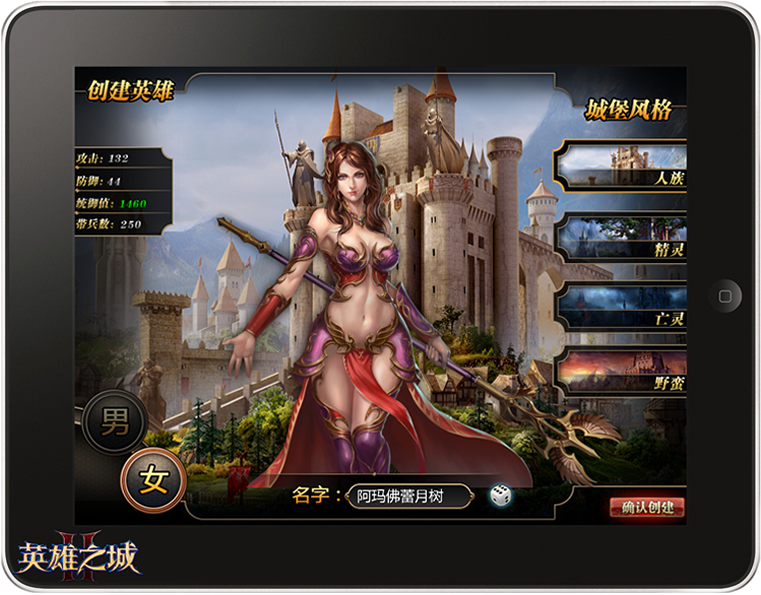 创建英雄
城堡风格
攻击: 132
防御: 44
统御值: 1460
带兵数: 250
人族
精灵
亡灵
野蛮
男
女
名字：
阿玛佛蕾月树
确认创建
英雄之城
II